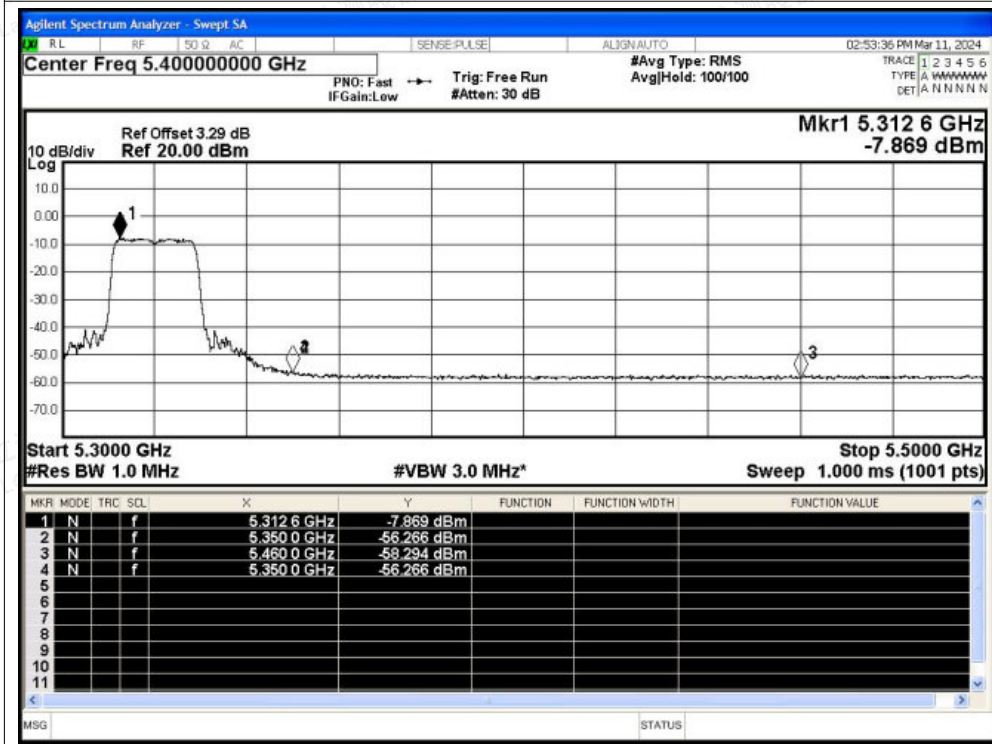 Agilent Spectrum Analyzer - Swept SA
LXI RL RF 50 Ω AC SENSE:PULSE ALIGNAUTO 02:53:36 PM Mar 11, 2024
Center Freq 5.400000000 GHz #Avg Type: RMS TRACE 1 2 3 4 5 6
PNO: Fast Trig: Free Run Avg|Hold: 100/100 TYPE A WWWWW
IFGain:Low #Atten: 30 dB DET A N N N N N
Mkr1 5.312 6 GHz
Ref Offset 3.29 dB
10 dB/div Ref 20.00 dBm -7.869 dBm
Log
10.0
0.00 1
-10.0
-20.0
-30.0
-40.0
-50.0 3
-60.0
-70.0
Start 5.3000 GHz Stop 5.5000 GHz
#Res BW 1.0 MHz #VBW 3.0 MHz* Sweep 1.000 ms (1001 pts)
MKR MODE TRC SCL X Y FUNCTION FUNCTION WIDTH FUNCTION VALUE
1 N f 5.312 6 GHz -7.869 dBm
2 N f 5.350 0 GHz -56.266 dBm
3 N f 5.460 0 GHz -58.294 dBm
4 N f 5.350 0 GHz -56.266 dBm
5
6
7
8
9
10
11
MSG STATUS